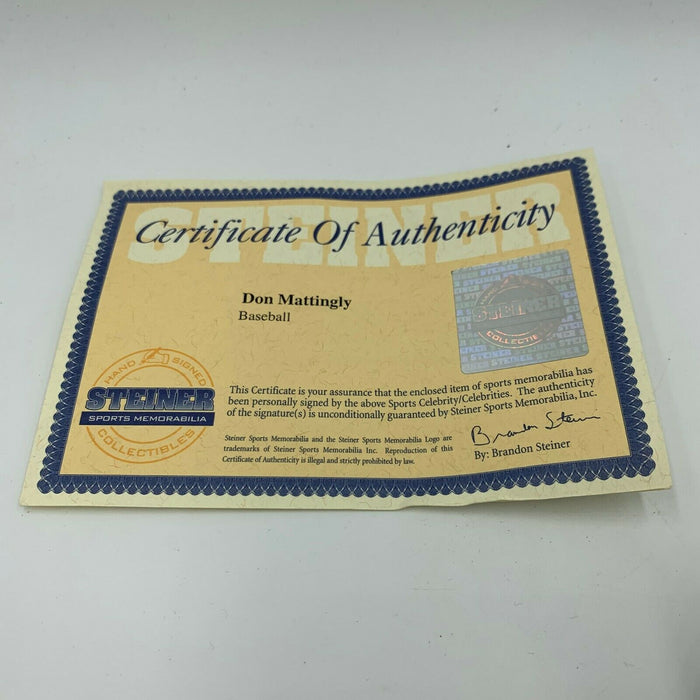 STEINER
Certificate Of Authenticity
Don Mattingly
Baseball
STEINER
COLLECTIBLES
HAND SIGNED
STEINER
SPORTS MEMORABILIA
COLLECTIBLES
This Certificate is your assurance that the enclosed item of sports memorabilia has
been personally signed by the above Sports Celebrity/Celebrities. The authenticity
of the signature(s) is unconditionally guaranteed by Steiner Sports Memorabilia, Inc.
Steiner Sports Memorabilia and the Steiner Sports Memorabilia Logo are
trademarks of Steiner Sports Memorabilia Inc. Reproduction of this
Certificate of Authenticity is illegal and strictly prohibited by law.
Brandon Steiner
By: Brandon Steiner